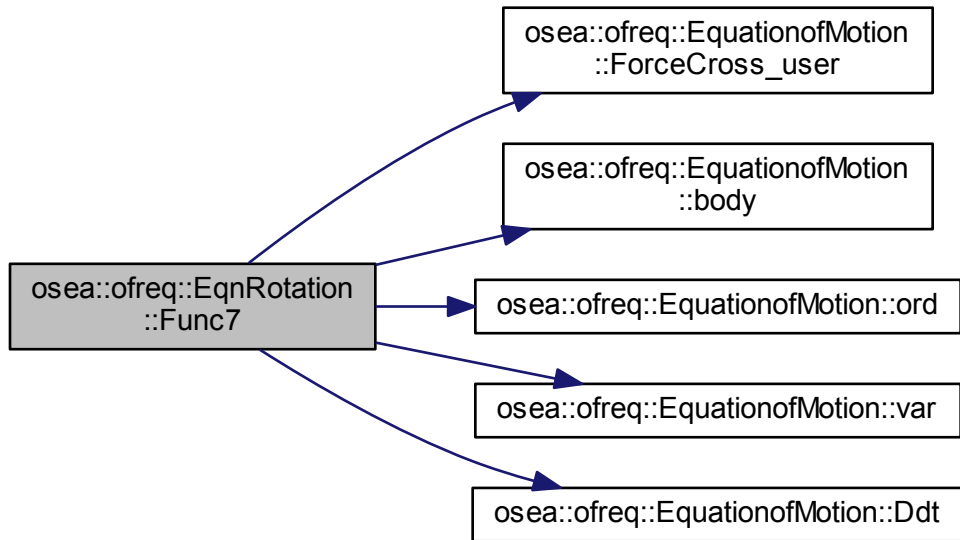 osea::ofreq::EquationofMotion
::ForceCross_user
osea::ofreq::EquationofMotion
::body
osea::ofreq::EqnRotation
::Func7
osea::ofreq::EquationofMotion::ord
osea::ofreq::EquationofMotion::var
osea::ofreq::EquationofMotion::Ddt